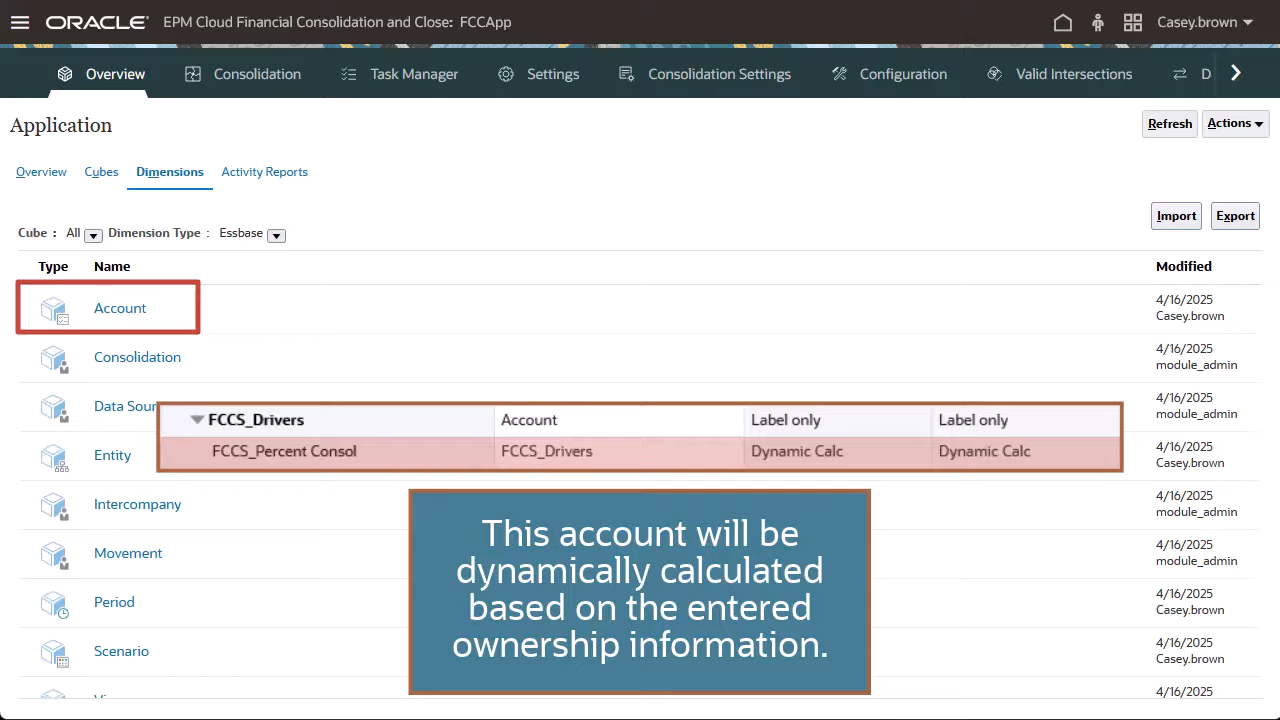 ORACLE® EPM Cloud Financial Consolidation and Close: FCCApp Casey.brown
Overview Consolidation Task Manager Settings Consolidation Settings Configuration Valid Intersections D
Application Refresh Actions
Overview Cubes Dimensions Activity Reports
Import Export
Cube : All Dimension Type : Essbase
Type Name Modified
Account 4/16/2025
Casey.brown
Consolidation 4/16/2025
module_admin
Data Sour 4/16/2025
module_admin
FCCS_Drivers Account Label only Label only
FCCS_Percent Consol FCCS_Drivers Dynamic Calc Dynamic Calc
Entity 4/16/2025
Casey.brown
Intercompany 4/16/2025
module_admin
Movement 4/16/2025
module_admin
Period 4/16/2025
Casey.brown
Scenario 4/16/2025
Casey.brown
4/16/2025
This account will be
dynamically calculated
based on the entered
ownership information.